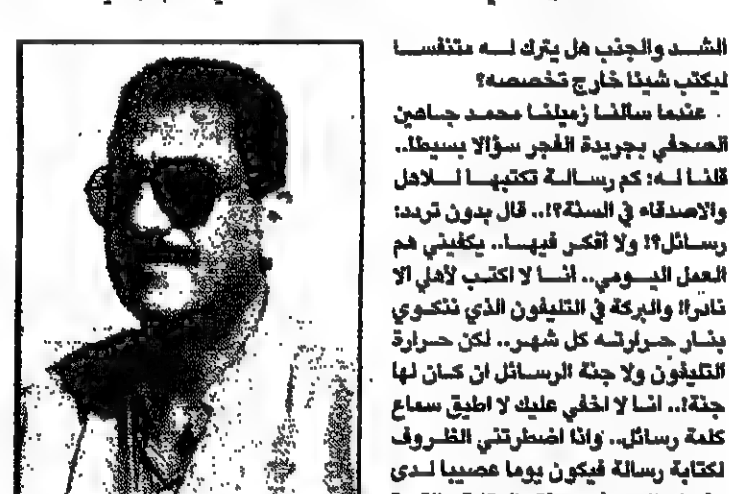 الشد والجذب هل يترك له متنفسا
ليكتب شيئا خارج تخصصه؟
عندما سالنا زميلنا محمد جاهين
الصحفي بجريدة الفجر سؤالا بسيطا..
قلنا له: كم رسالة تكتبها للاهل
والاصدقاء في السنة؟!.. قال بدون تردد:
رسائل؟! ولا افكر فيها.. يكفيني هم
العمل اليومي.. انا لا اكتب لأهلي الا
نادرا! والبركة في التليفون الذي ننكوي
بنار حرارته كل شهر.. لكن حرارة
التليفون ولا جنة الرسائل ان كان لها
جنة!.. انا لا اخفي عليك لا اطيق سماع
كلمة رسائل.. واذا اضطرتني الظروف
لكتابة رسالة فيكون يوما عصيبا لدى